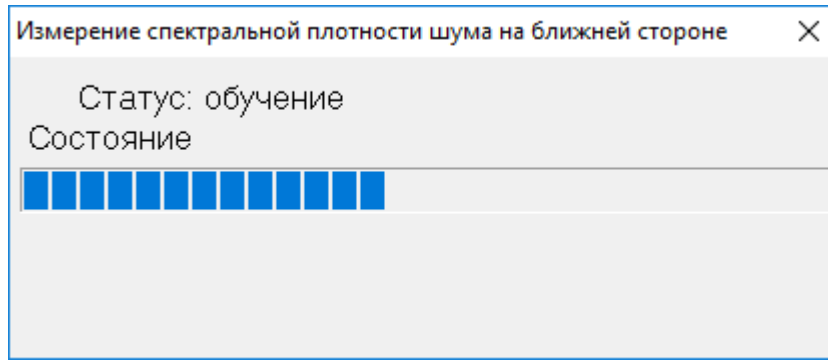 Измерение спектральной плотности шума на ближней стороне
Статус: обучение
Состояние